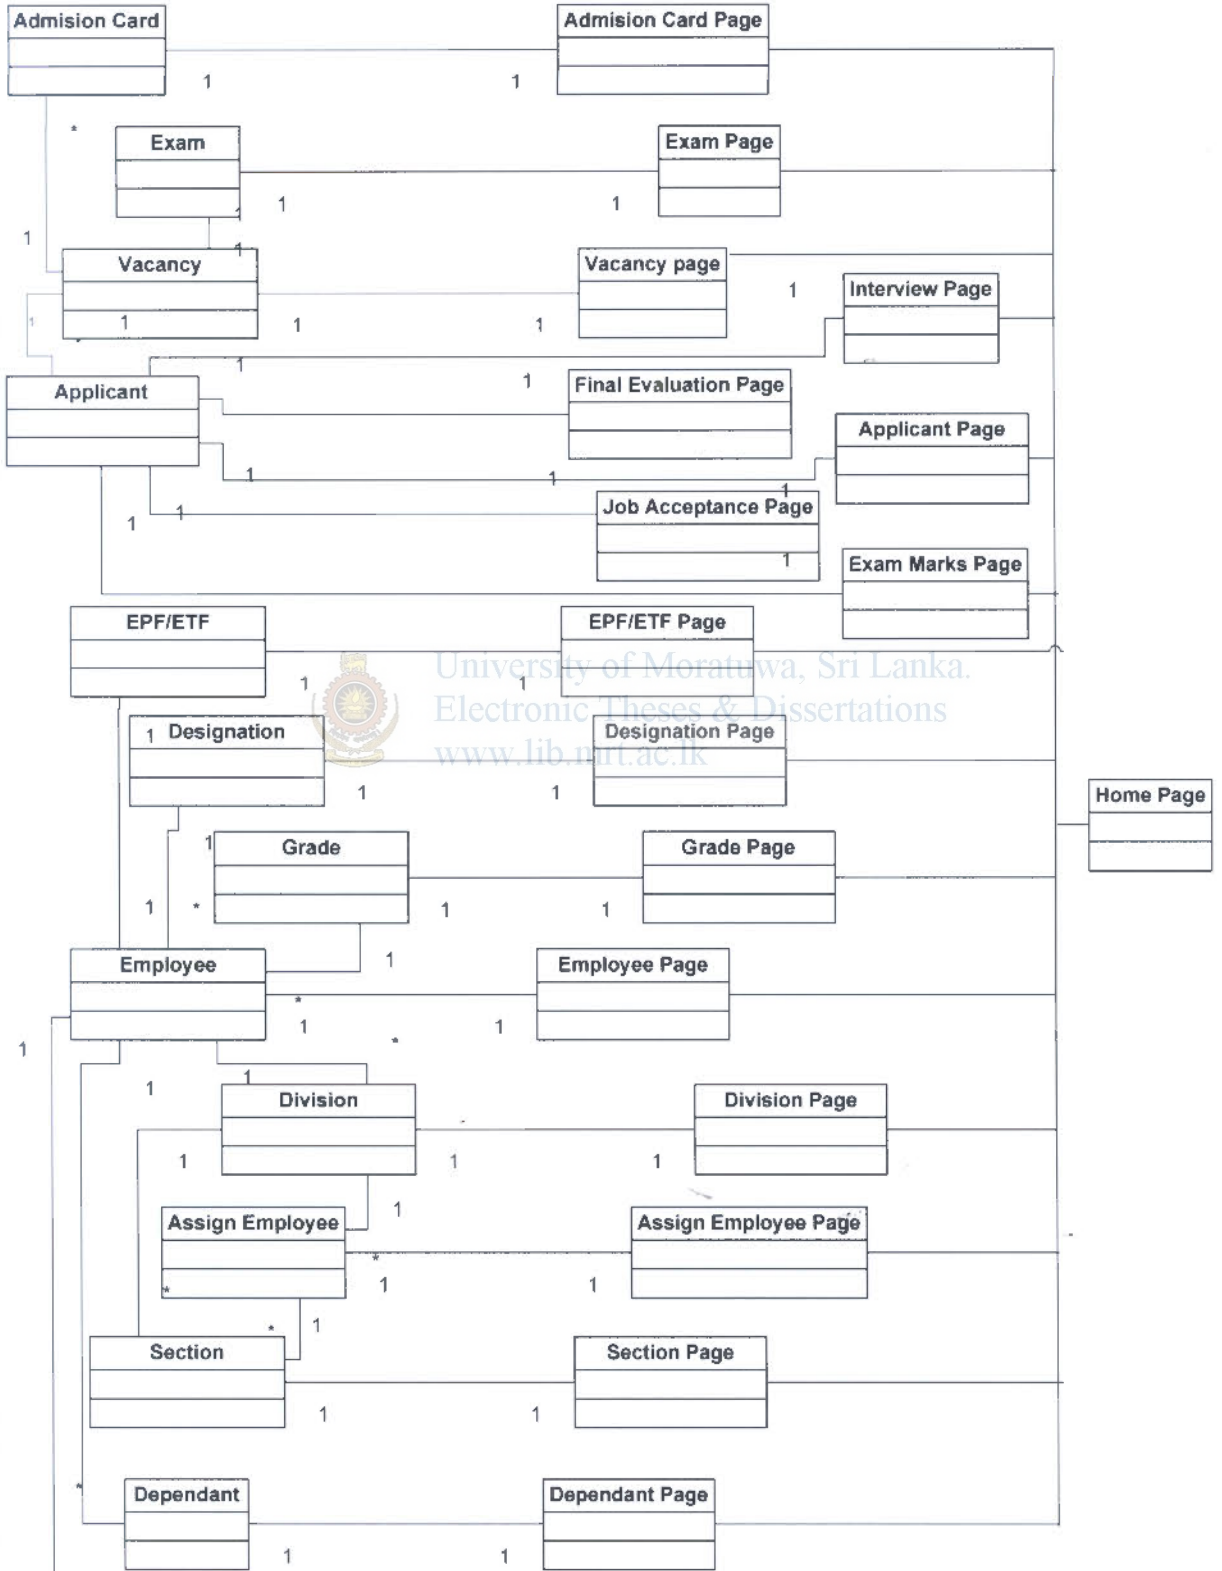 Admision Card
Admision Card Page
1
1
*
Exam
Exam Page
1
1
1
1
1
Vacancy
Vacancy page
1
Interview Page
1
1
1
1
*
1
Applicant
1
Final Evaluation Page
Applicant Page
1
1
1
1
1
Job Acceptance Page
1
Exam Marks Page
EPF/ETF
EPF/ETF Page
University of Moratuwa, Sri Lanka.
1
1
Electronic Theses & Dissertations
1
Designation
Designation Page
www.lib.mrt.ac.lk
1
1
Home Page
1
Grade
Grade Page
1
*
1
1
1
Employee
Employee Page
*
1
1
*
1
1
1
Division
Division Page
1
1
1
1
Assign Employee
Assign Employee Page
*
1
1
*
*
1
Section
Section Page
1
1
*
Dependant
Dependant Page
1
1